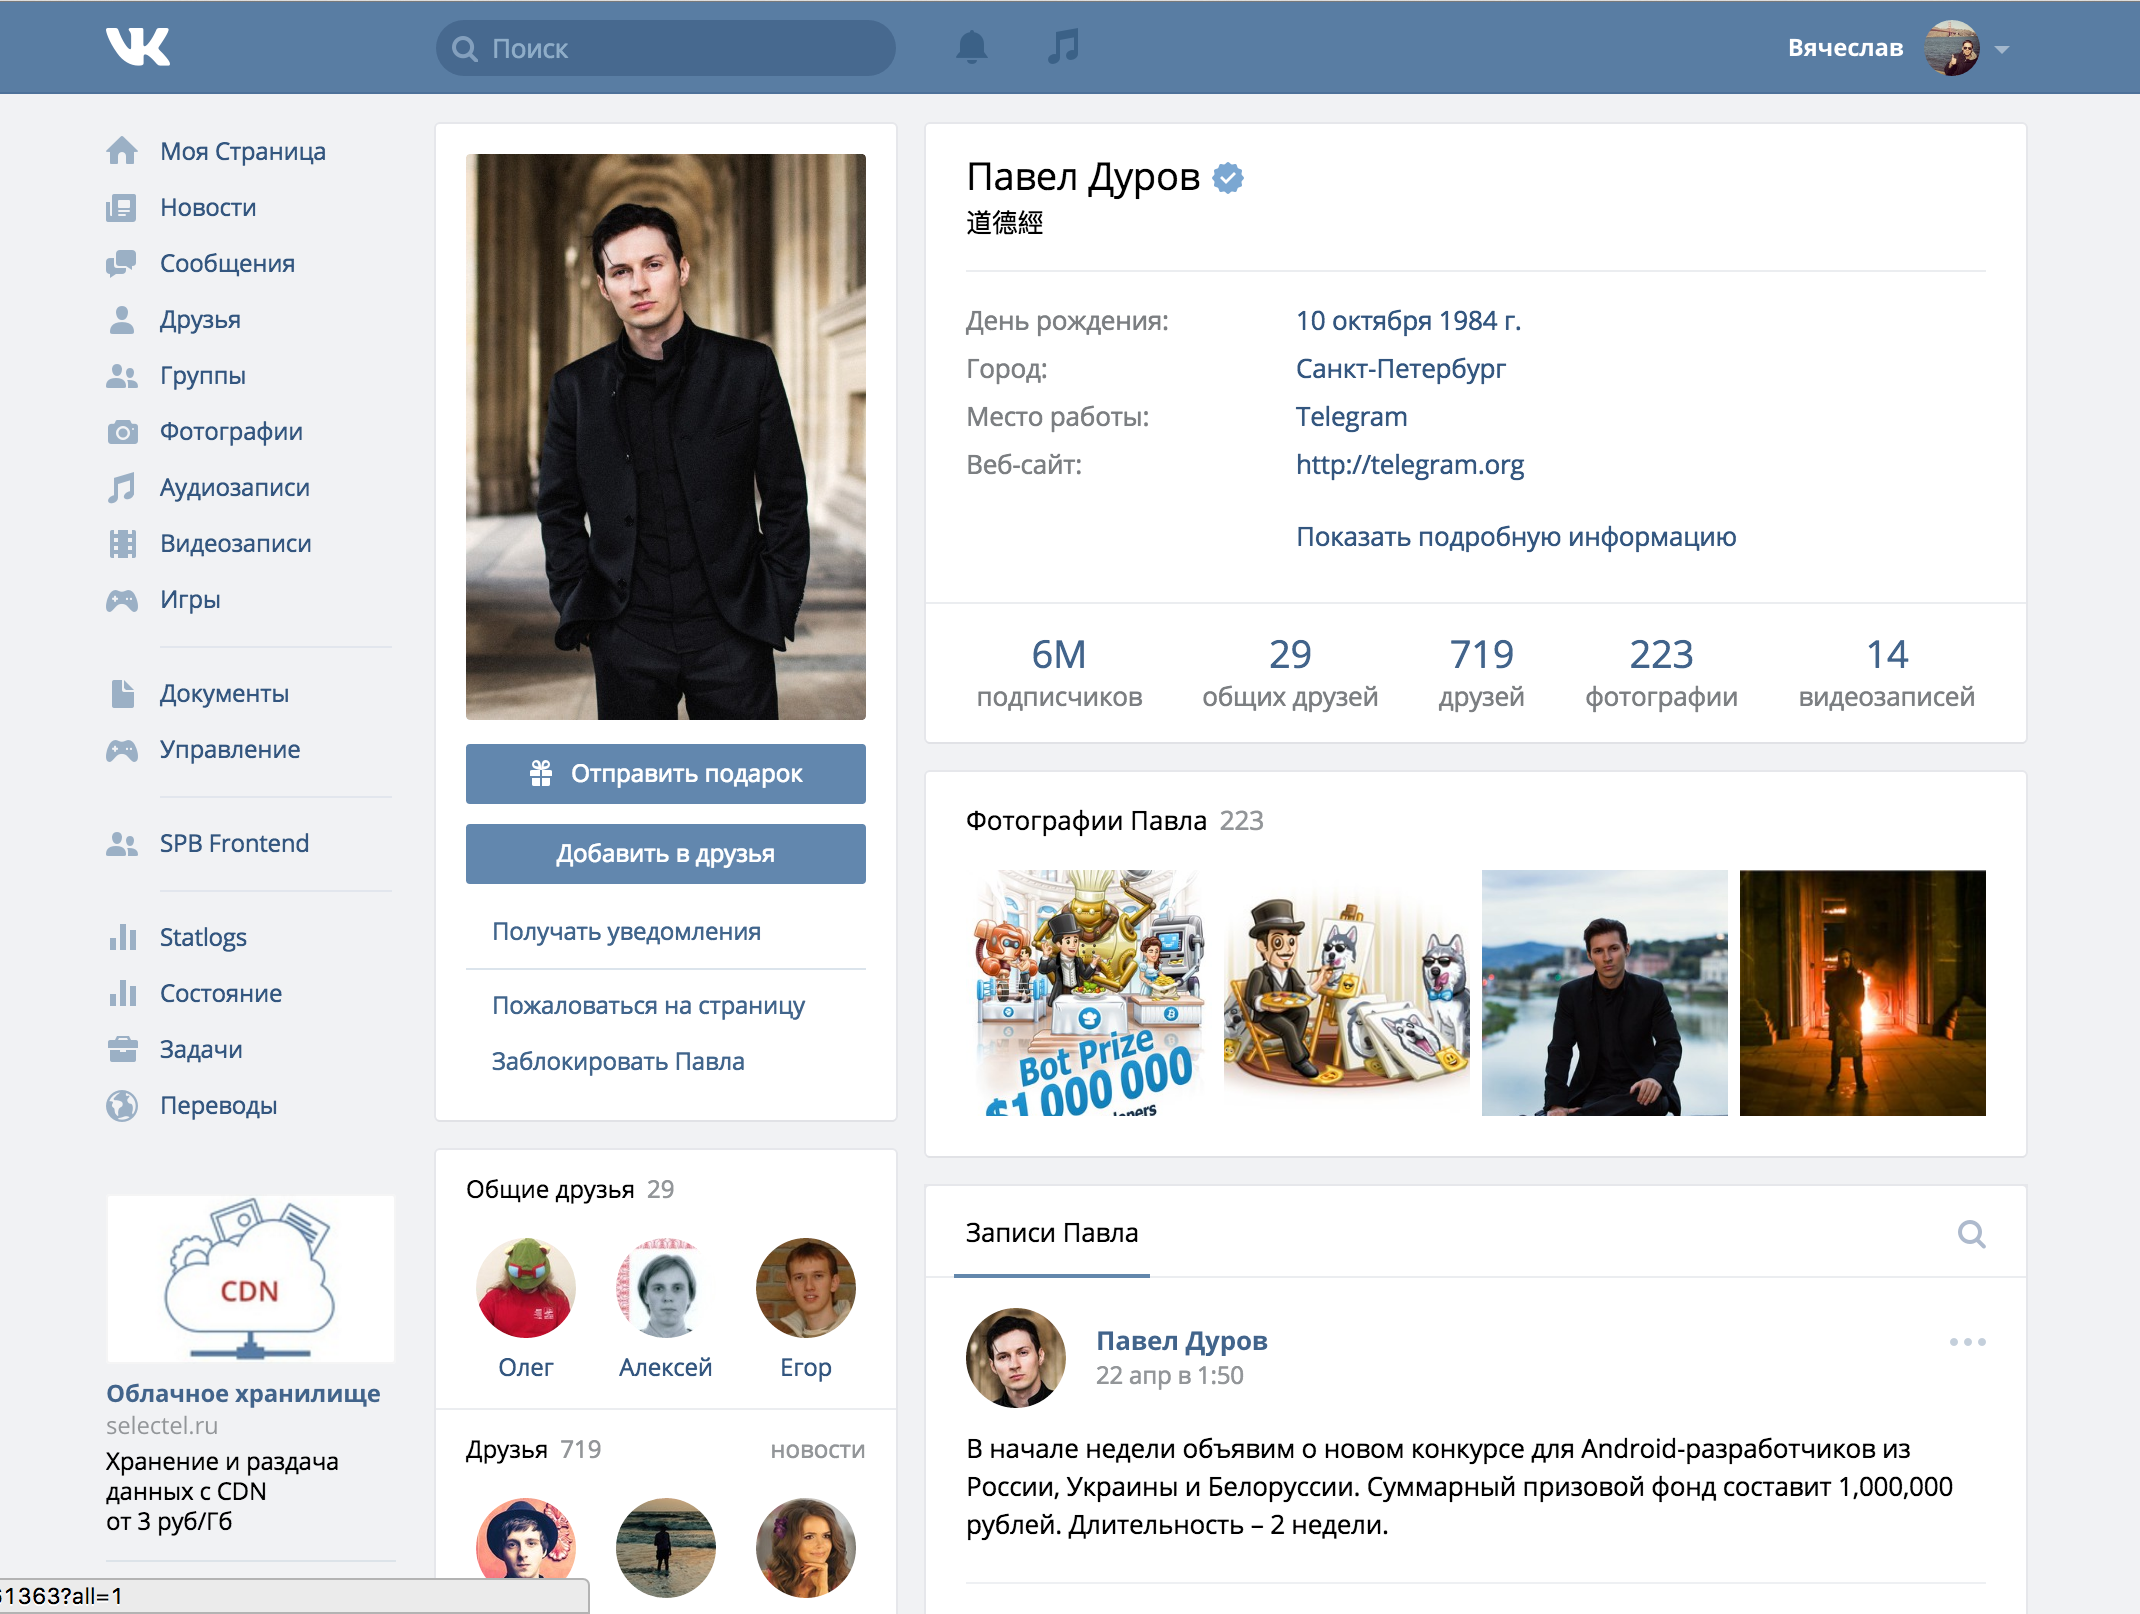 VK
Поиск
Вячеслав
Моя Страница
Новости
Сообщения
Друзья
Группы
Фотографии
Аудиозаписи
Видеозаписи
Игры
Документы
Управление
SPB Frontend
Statlogs
Состояние
Задачи
Переводы
CDN
Облачное хранилище
selectel.ru
Хранение и раздача
данных с CDN
от 3 руб/Гб
61363?all=1
Отправить подарок
Добавить в друзья
Получать уведомления
Пожаловаться на страницу
Заблокировать Павла
Общие друзья 29
Олег Алексей Егор
Друзья 719 новости
Павел Дуров
道德經
День рождения: 10 октября 1984 г.
Город: Санкт-Петербург
Место работы: Telegram
Веб-сайт: http://telegram.org
Показать подробную информацию
6M 29 719 223 14
подписчиков общих друзей друзей фотографии видеозаписей
Фотографии Павла 223
Bot Prize
$1 000 000
Записи Павла
Павел Дуров
22 апр в 1:50
В начале недели объявим о новом конкурсе для Android-разработчиков из
России, Украины и Белоруссии. Суммарный призовой фонд составит 1,000,000
рублей. Длительность – 2 недели.